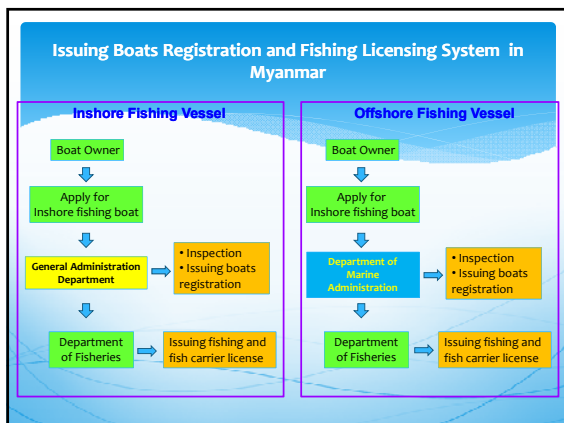 Issuing Boats Registration and Fishing Licensing System in
Myanmar
Inshore Fishing Vessel
Boat Owner
Apply for
Inshore fishing boat
General Administration
Department
• Inspection
• Issuing boats
registration
Department
of Fisheries
Issuing fishing and
fish carrier license
Offshore Fishing Vessel
Boat Owner
Apply for
Inshore fishing boat
Department of
Marine
Administration
• Inspection
• Issuing boats
registration
Department
of Fisheries
Issuing fishing and
fish carrier license